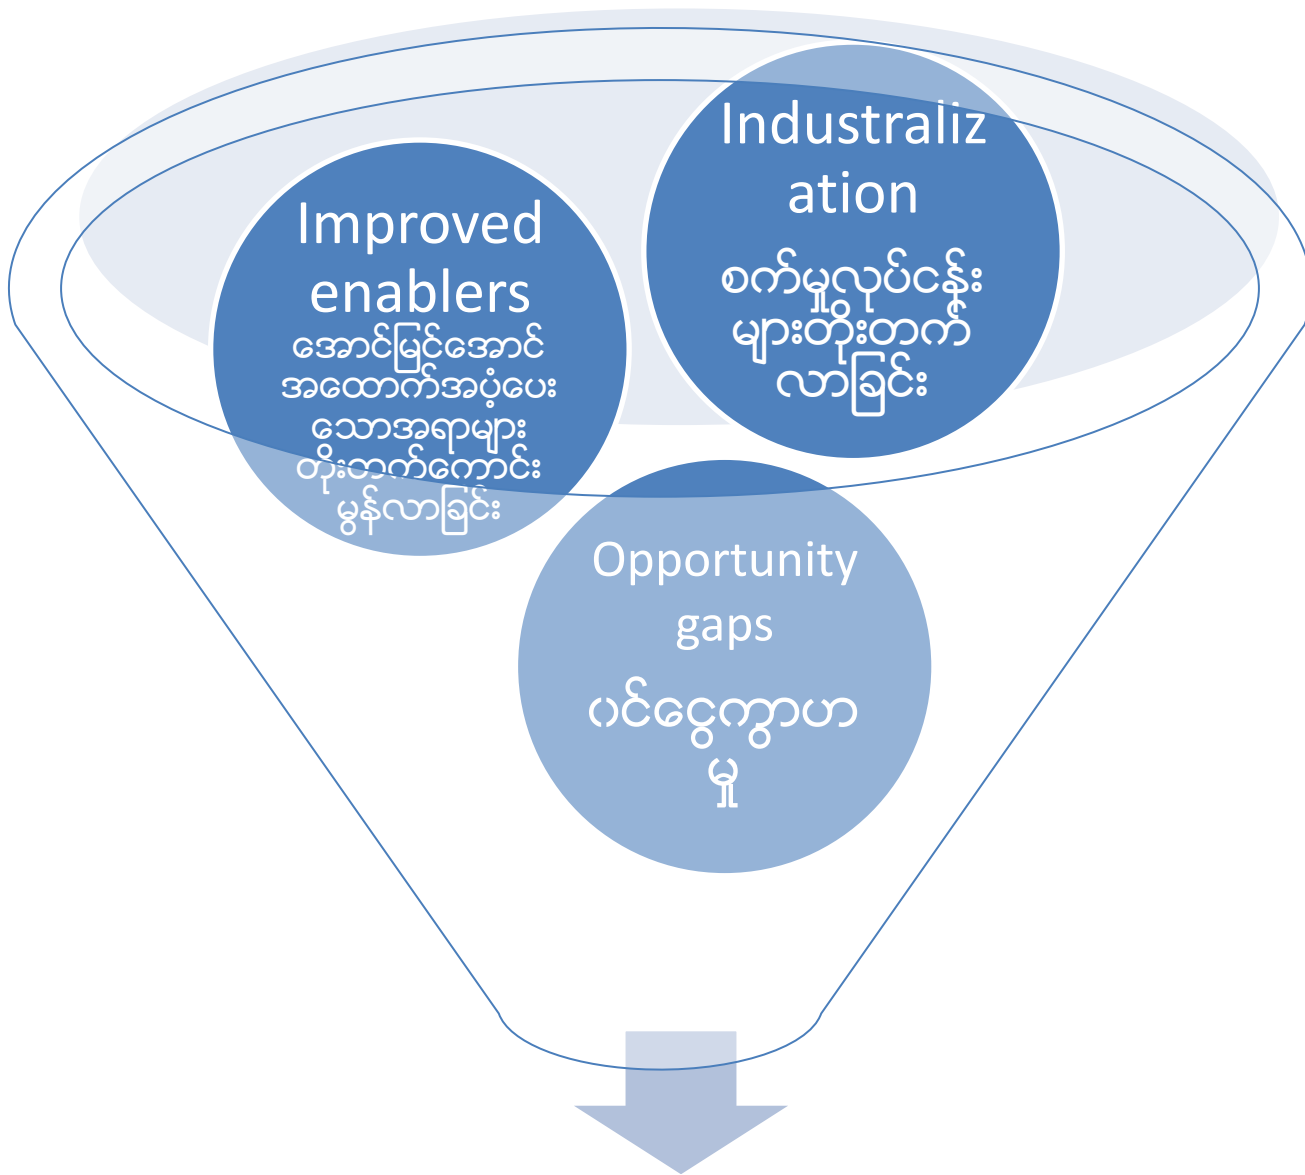 Improved
enablers
အောင်မြင်အောင်
အထောက်အပံ့ပေး
သောအရာများ
တိုးတက်ကောင်း
မွန်လာခြင်း
Industraliz
ation
စက်မှုလုပ်ငန်း
များတိုးတက်
လာခြင်း
Opportunity
gaps
ဝင်ငွေကွာဟ
မှု